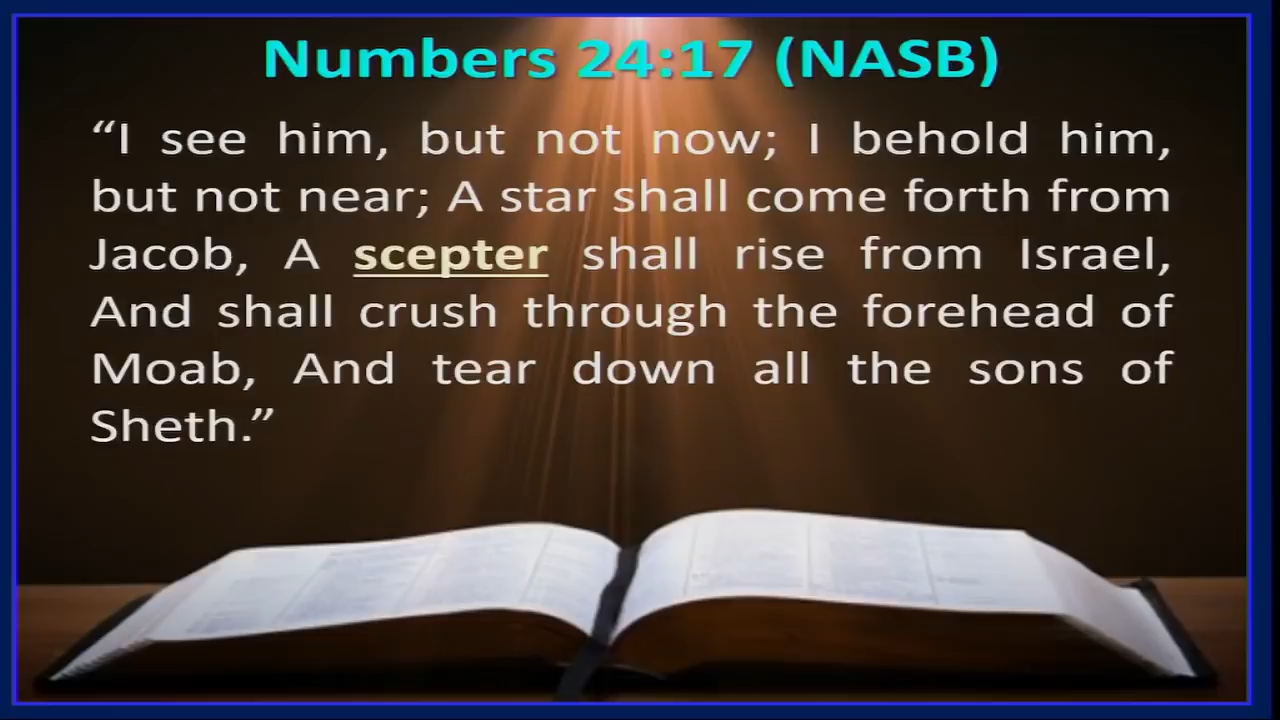 Numbers 24:17 (NASB)
“I see him, but not now; I behold him,
but not near; A star shall come forth from
Jacob, A scepter shall rise from Israel,
And shall crush through the forehead of
Moab, And tear down all the sons of
Sheth.”